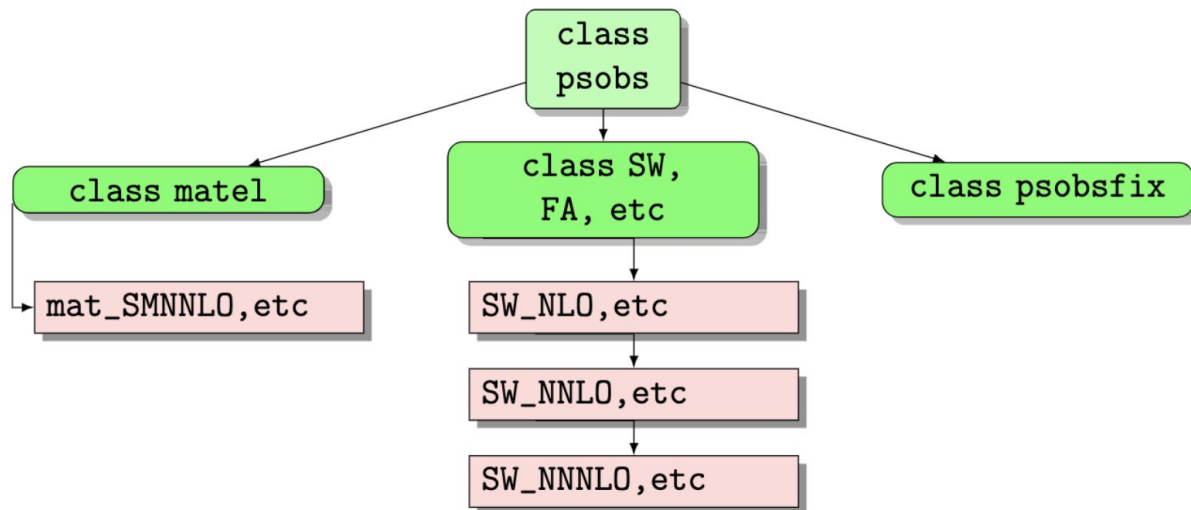 class
psobs
class matel
class SW,
FA, etc
class psobsfix
mat_SMNNLO,etc
SW_NLO,etc
SW_NNLO,etc
SW_NNNLO,etc